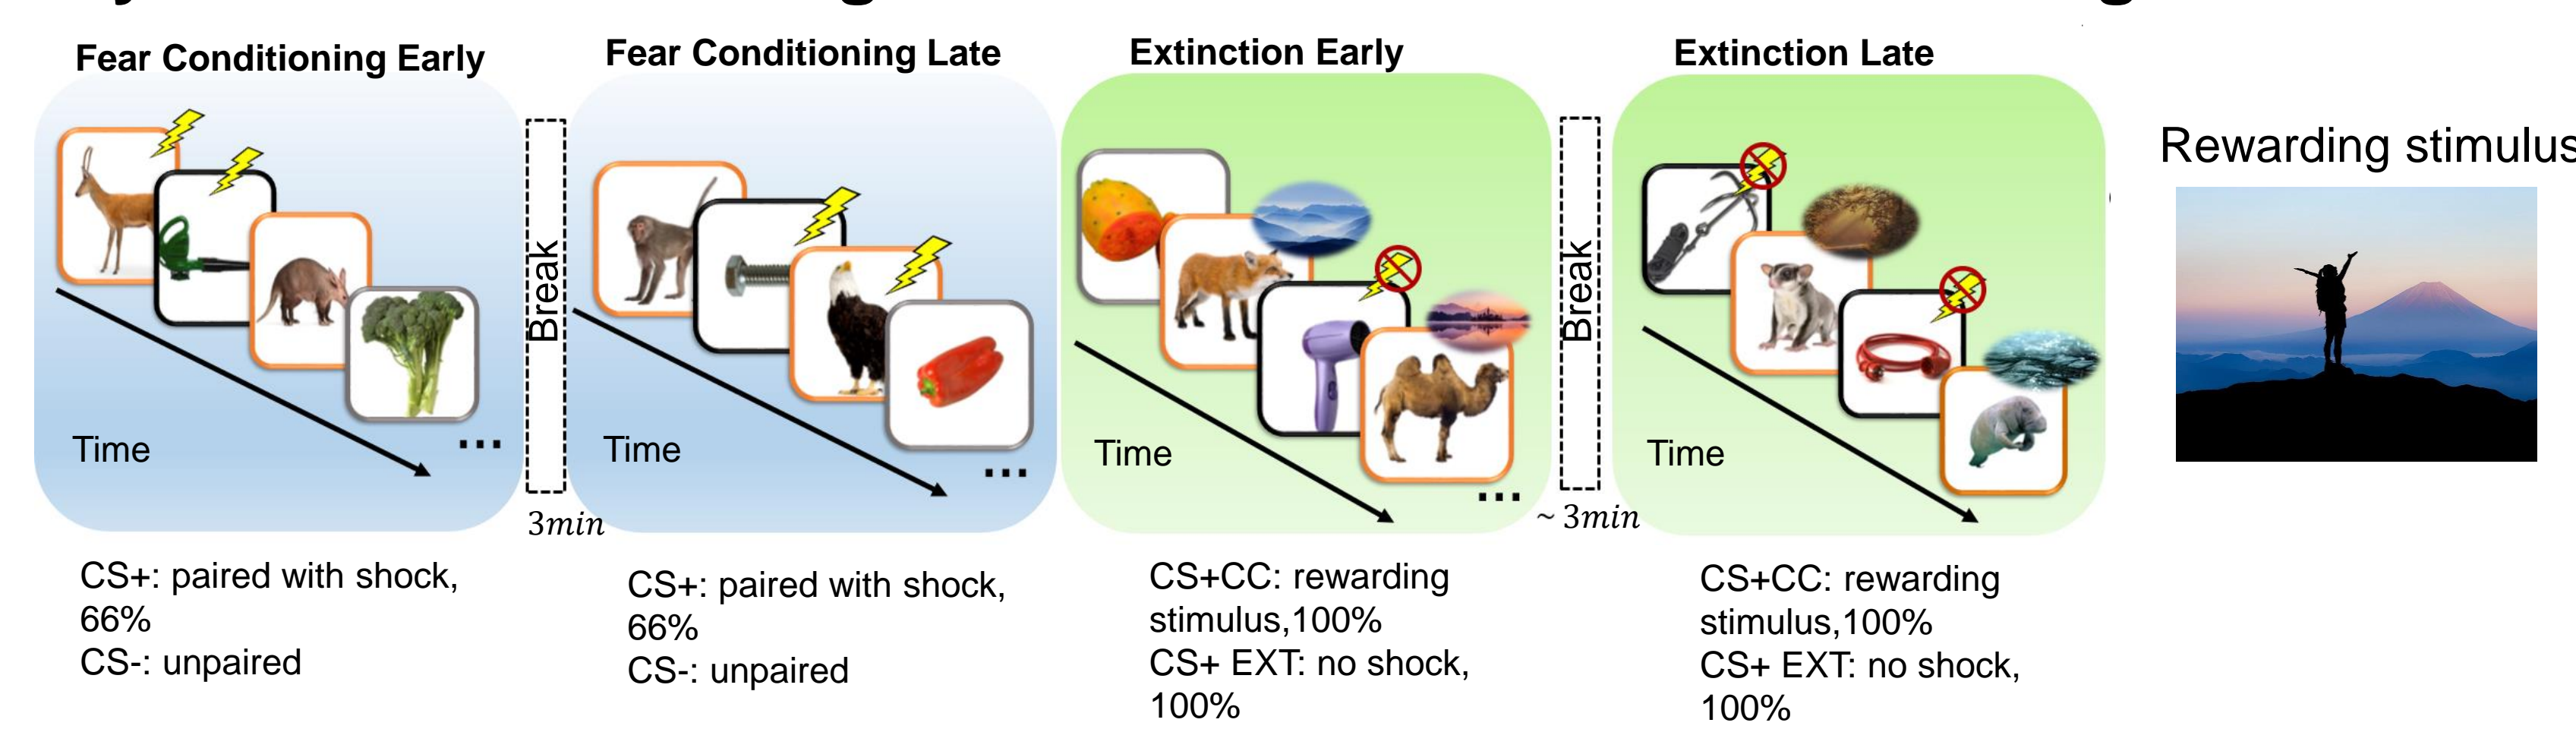 Fear Conditioning Early
Fear Conditioning Late
Extinction Early
Extinction Late
Rewarding stimulus
Break
Break
Time
...
Time
...
Time
...
Time
3min
~ 3min
CS+: paired with shock,
66%
CS-: unpaired
CS+: paired with shock,
66%
CS-: unpaired
CS+CC: rewarding
stimulus,100%
CS+ EXT: no shock,
100%
CS+CC: rewarding
stimulus,100%
CS+ EXT: no shock,
100%